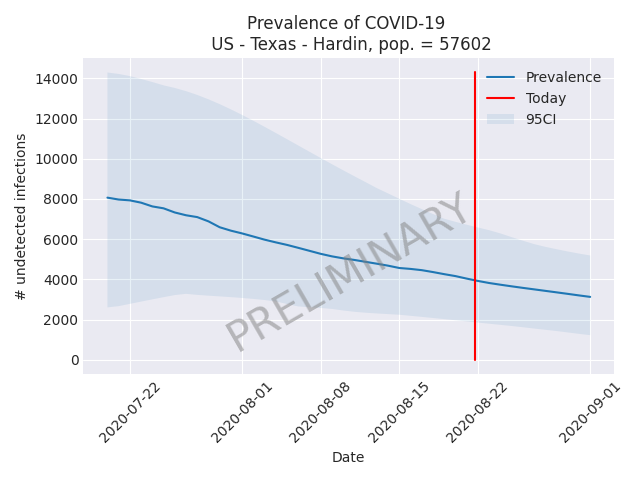 Prevalence of COVID-19
US - Texas - Hardin, pop. = 57602
14000
12000
10000
8000
6000
4000
2000
0
# undetected infections
Prevalence
Today
95CI
PRELIMINARY
2020-07-22
2020-08-01
2020-08-08
2020-08-15
2020-08-22
2020-09-01
Date